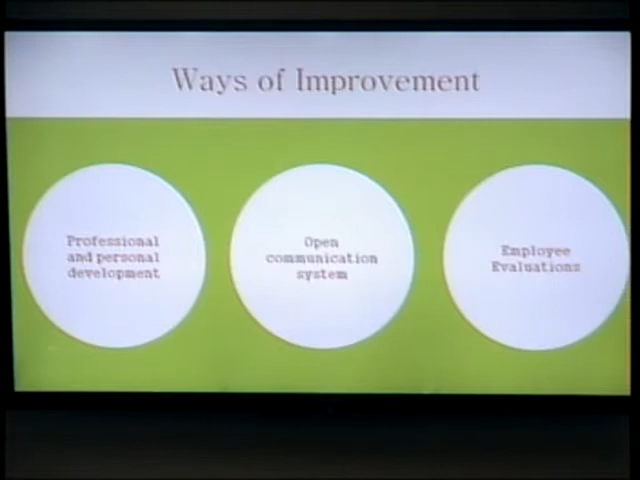 Ways of Improvement
Professional
and personal
development
Open
communication
system
Employee
Evaluations